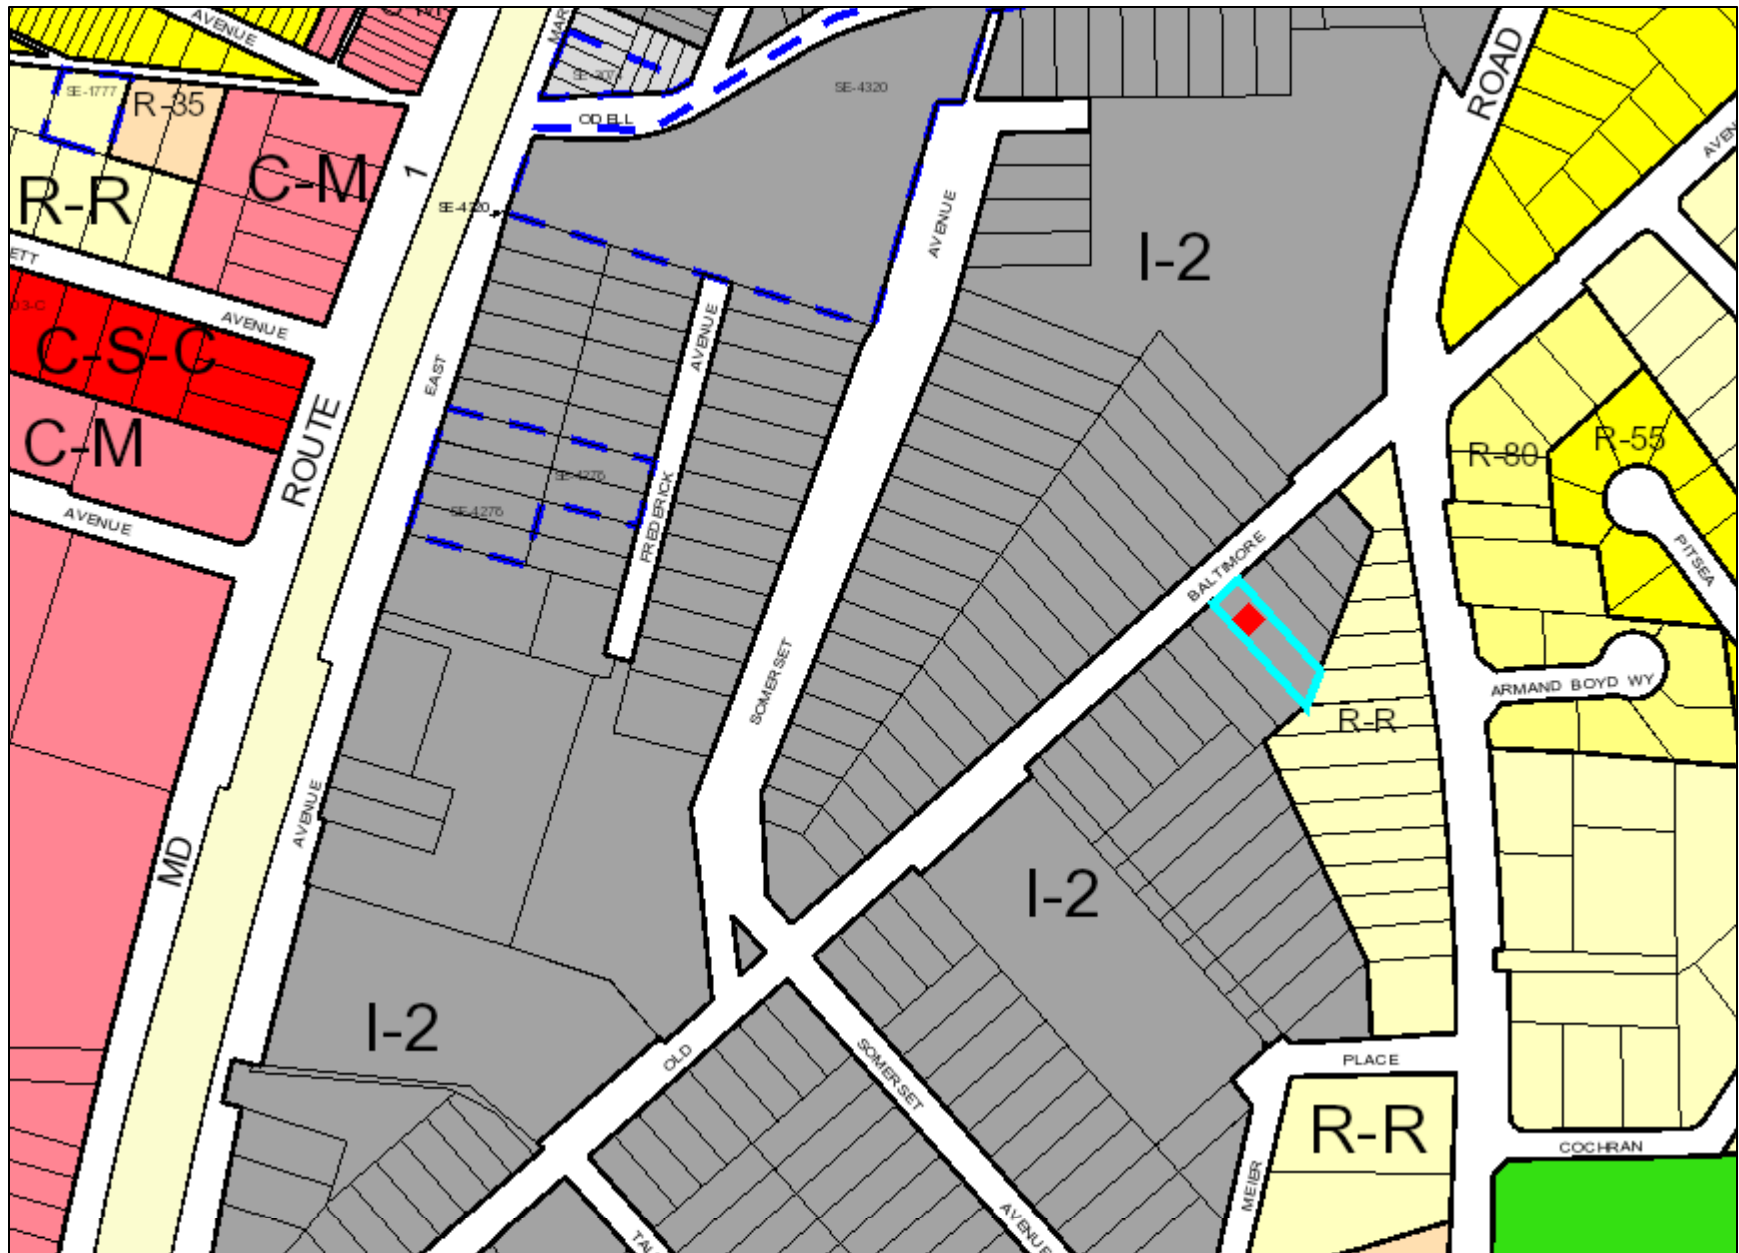 AVENUE
SE-1777
R-35
R-R
C-M
1
ODELL
SE-4320
SE-4320
ROAD
AVENUE
I-2
ETT
AVENUE
C-S-C
C-M
EAST
AVENUE
ROUTE
AVENUE
SE-4276
SE-4276
FREDERICK
R-80
R-55
PITSEA
BALTIMORE
SOMERSET
ARMAND BOYD WY
R-R
MD
AVENUE
I-2
I-2
OLD
SOMERSET
PLACE
R-R
COCHRAN
MEIER
AVENUE